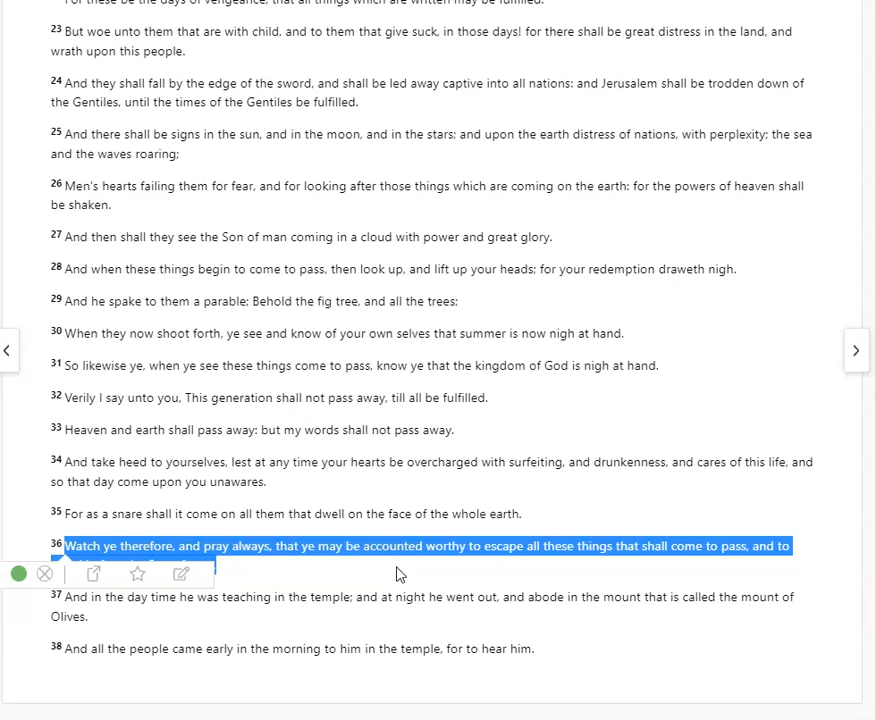 For these be the days of vengeance, that all things which are written may be fulfilled.
23 But woe unto them that are with child, and to them that give suck, in those days! for there shall be great distress in the land, and
wrath upon this people.
24 And they shall fall by the edge of the sword, and shall be led away captive into all nations: and Jerusalem shall be trodden down of
the Gentiles, until the times of the Gentiles be fulfilled.
25 And there shall be signs in the sun, and in the moon, and in the stars; and upon the earth distress of nations, with perplexity; the sea
and the waves roaring;
26 Men's hearts failing them for fear, and for looking after those things which are coming on the earth: for the powers of heaven shall
be shaken.
27 And then shall they see the Son of man coming in a cloud with power and great glory.
28 And when these things begin to come to pass, then look up, and lift up your heads; for your redemption draweth nigh.
29 And he spake to them a parable; Behold the fig tree, and all the trees;
30 When they now shoot forth, ye see and know of your own selves that summer is now nigh at hand.
31 So likewise ye, when ye see these things come to pass, know ye that the kingdom of God is nigh at hand.
32 Verily I say unto you, This generation shall not pass away, till all be fulfilled.
33 Heaven and earth shall pass away: but my words shall not pass away.
34 And take heed to yourselves, lest at any time your hearts be overcharged with surfeiting, and drunkenness, and cares of this life, and
so that day come upon you unawares.
35 For as a snare shall it come on all them that dwell on the face of the whole earth.
36 Watch ye therefore, and pray always, that ye may be accounted worthy to escape all these things that shall come to pass, and to
37 And in the day time he was teaching in the temple; and at night he went out, and abode in the mount that is called the mount of
Olives.
38 And all the people came early in the morning to him in the temple, for to hear him.